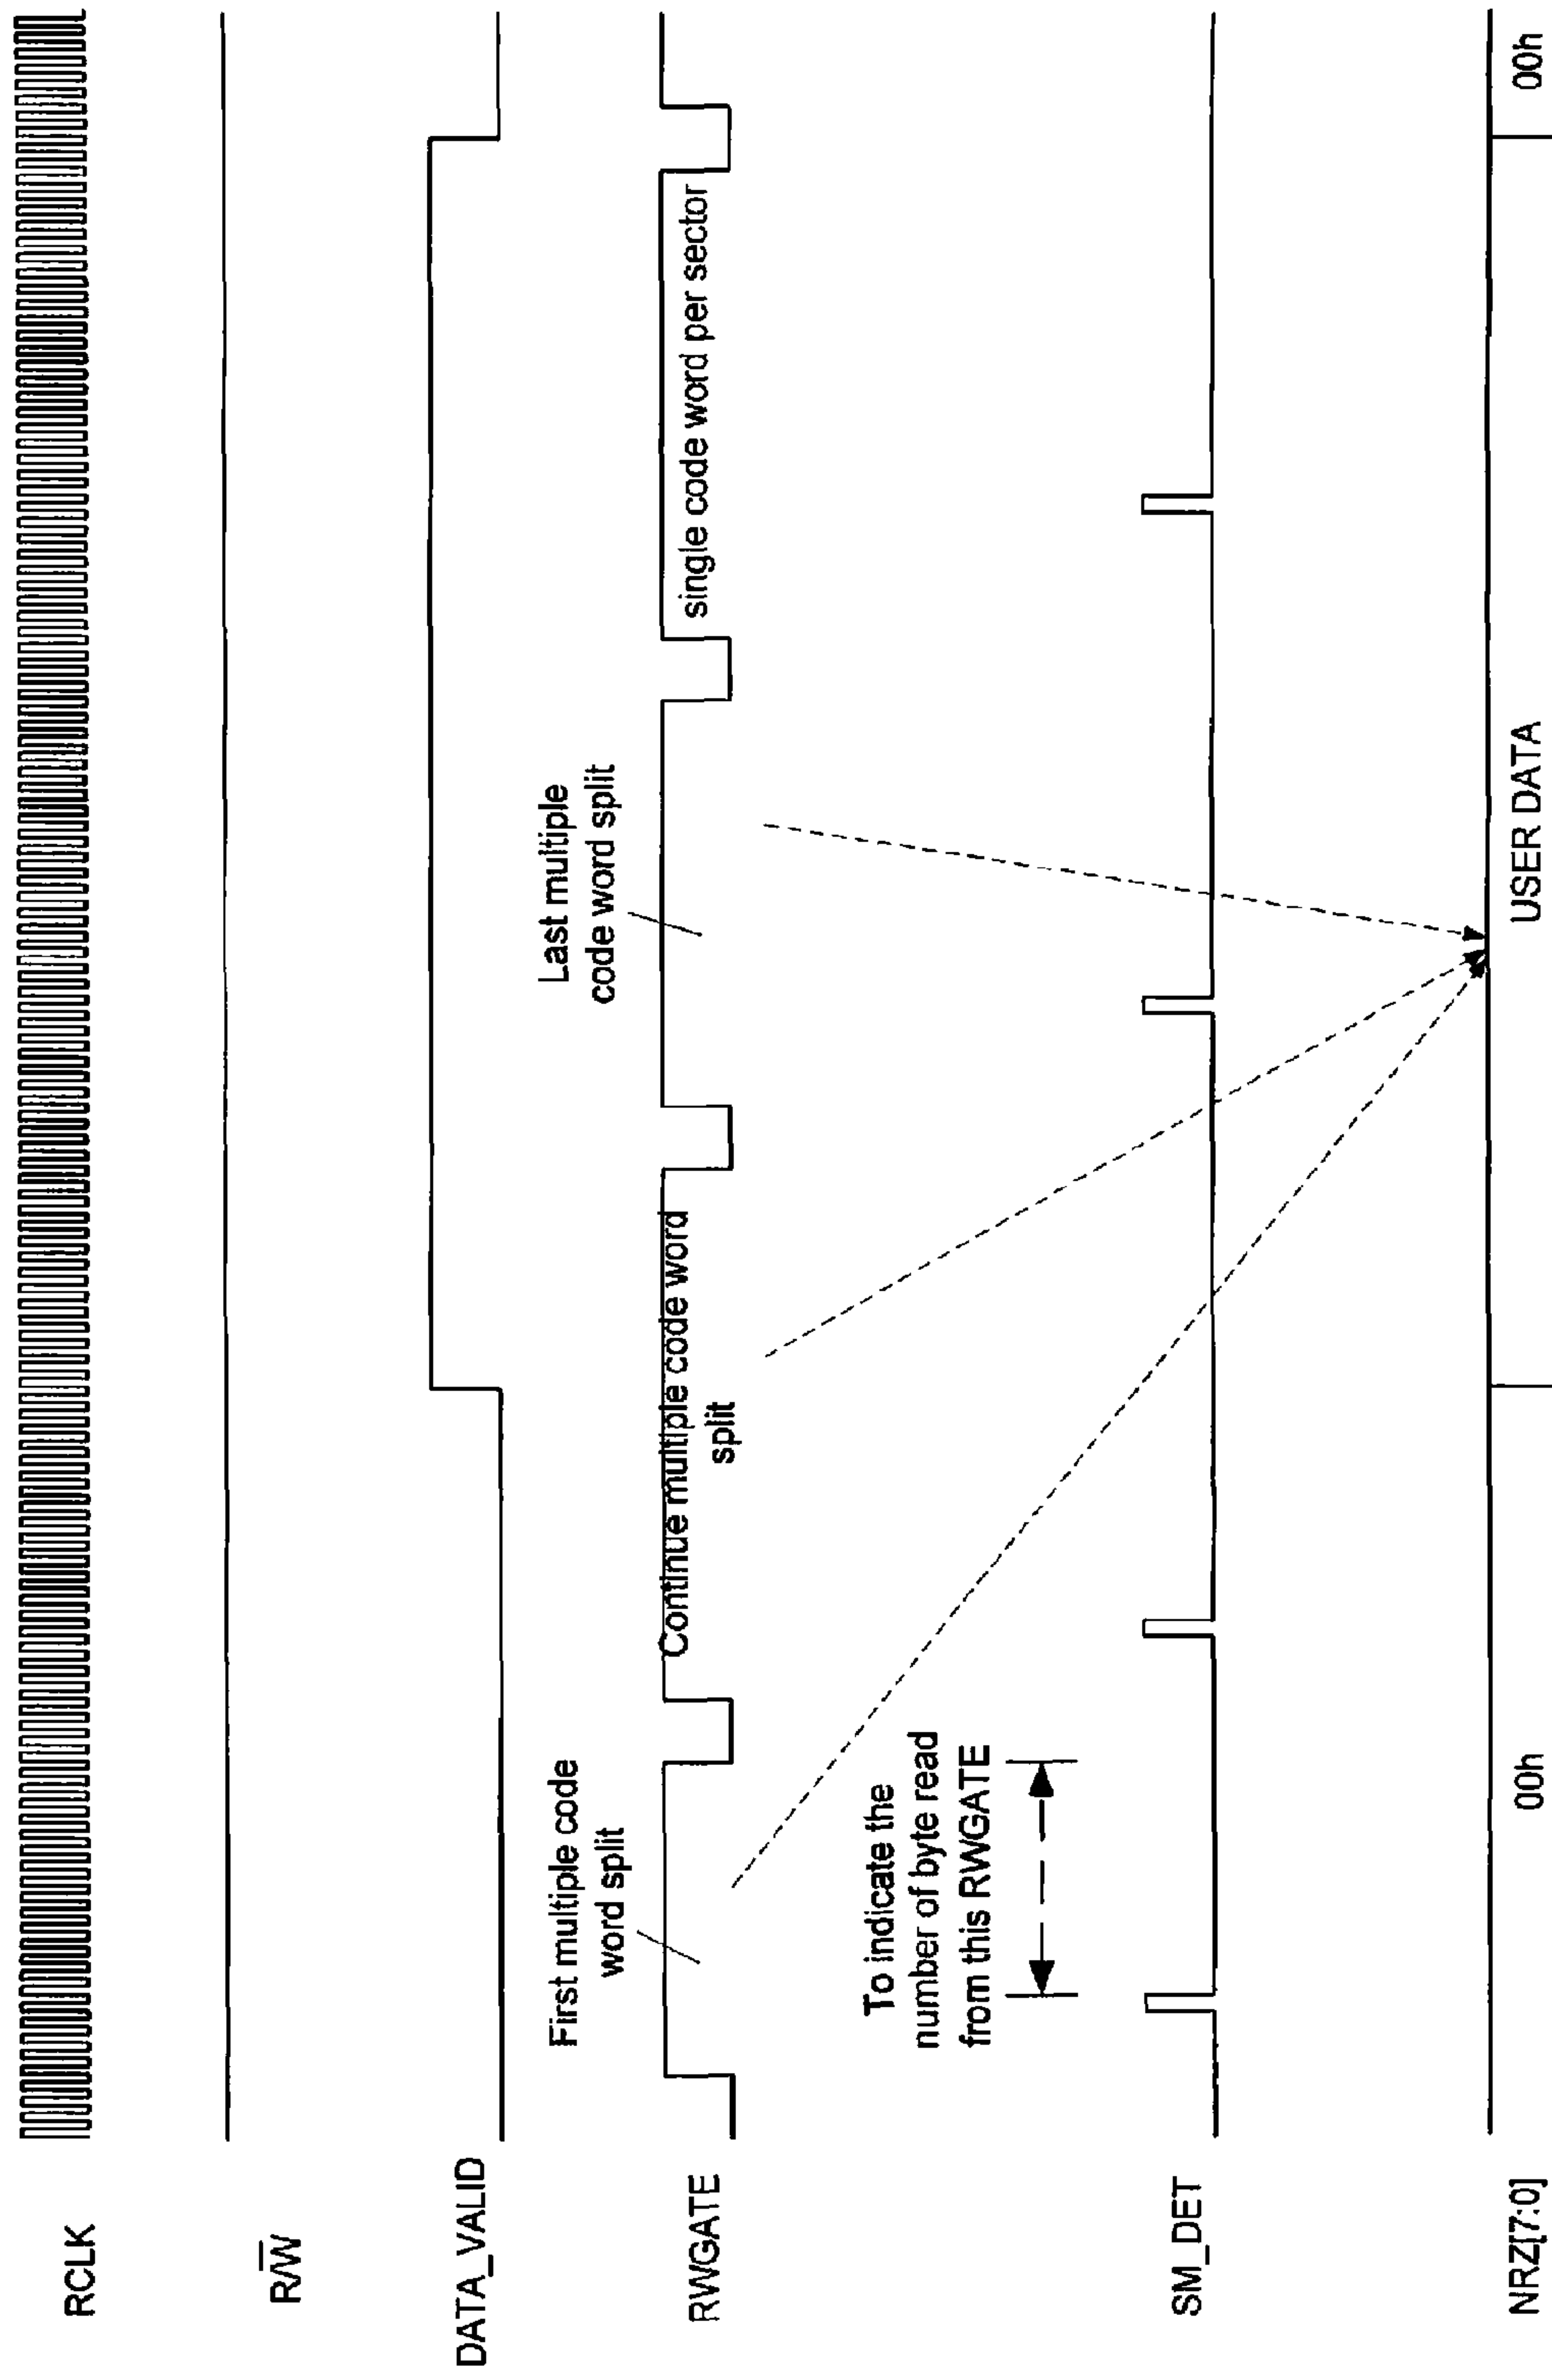 RCLK
R/W̅
DATA_VALID
First multiple code
word split
Last multiple
code word split
RWGATE
Continue multiple code word
split
single code word per sector
To indicate the
number of byte read
from this RWGATE
SM_DET
NRZ[7:0]
00h
USER DATA
00h